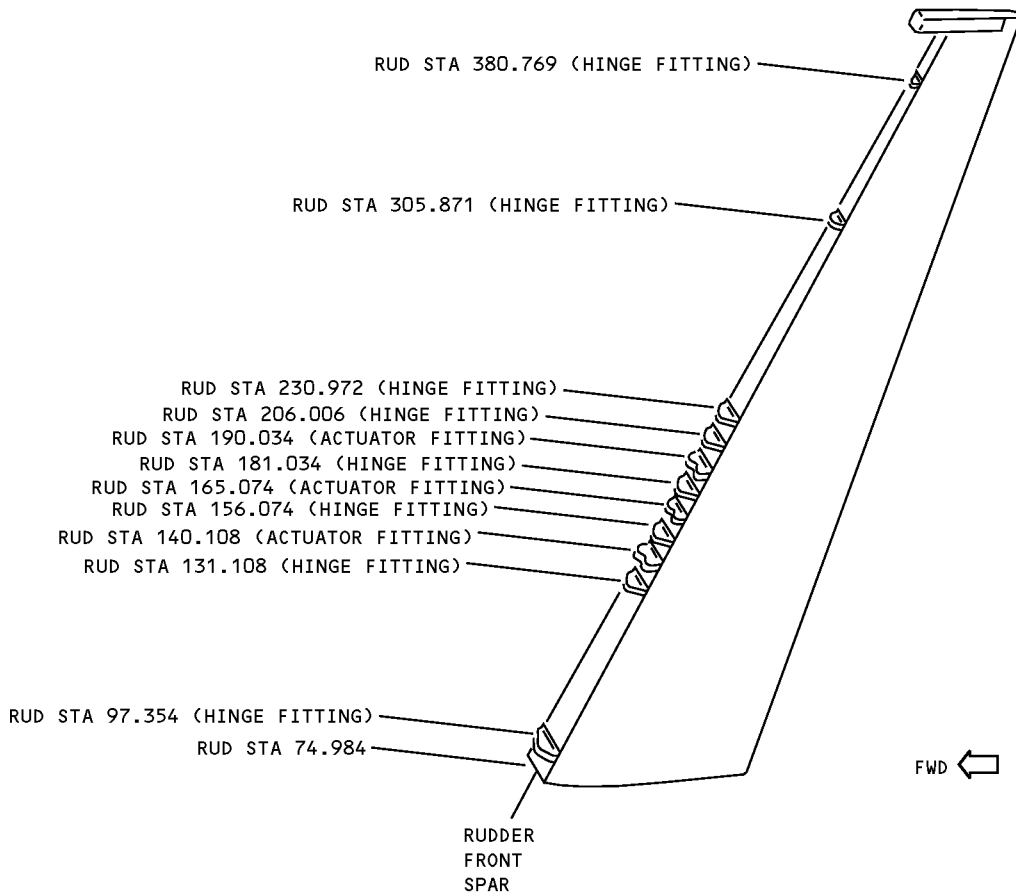 RUD STA 380.769 (HINGE FITTING)
RUD STA 305.871 (HINGE FITTING)
RUD STA 230.972 (HINGE FITTING)
RUD STA 206.006 (HINGE FITTING)
RUD STA 190.034 (ACTUATOR FITTING)
RUD STA 181.034 (HINGE FITTING)
RUD STA 165.074 (ACTUATOR FITTING)
RUD STA 156.074 (HINGE FITTING)
RUD STA 140.108 (ACTUATOR FITTING)
RUD STA 131.108 (HINGE FITTING)
RUD STA 97.354 (HINGE FITTING)
RUD STA 74.984
FWD
RUDDER
FRONT
SPAR